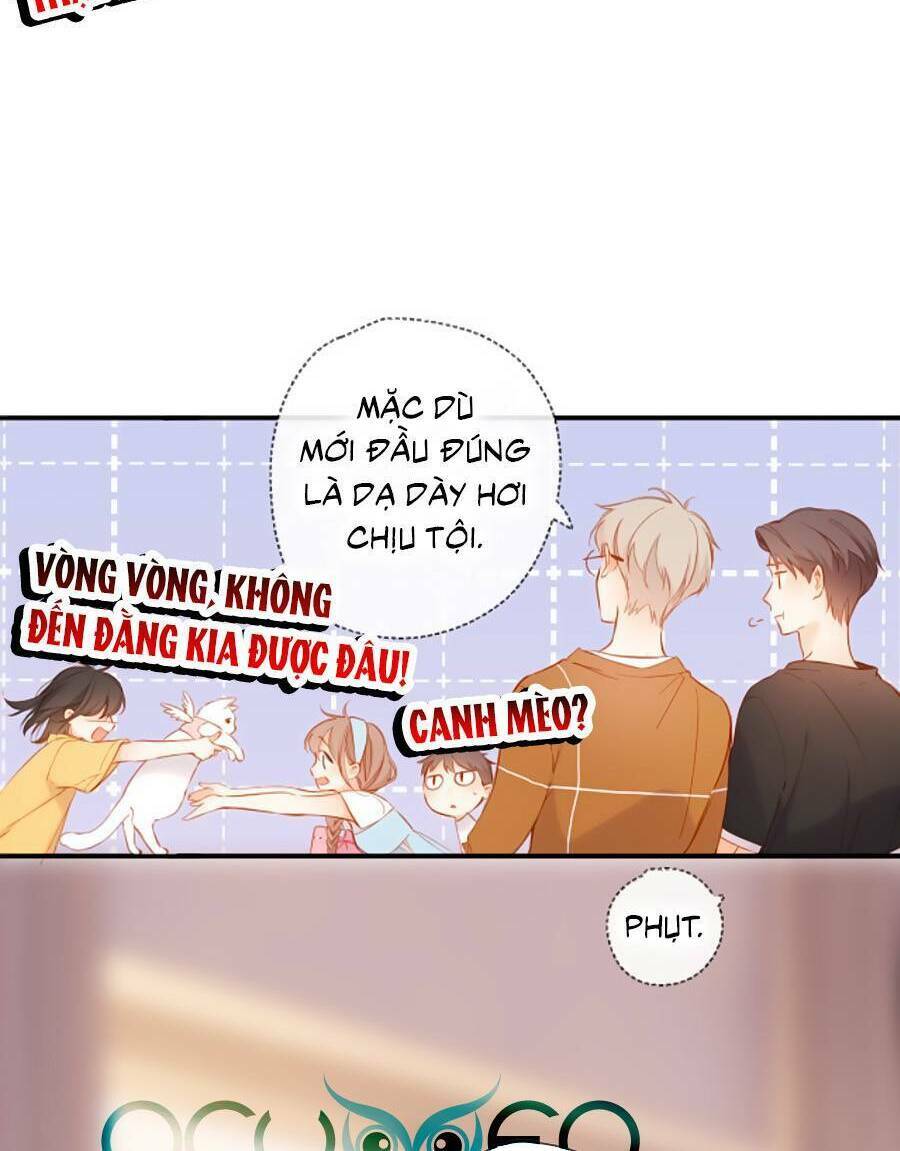 MẶC DÙ
MỚI ĐẦU ĐÚNG
LÀ DẠ DÀY HƠI
CHỊU TỘI.
VÒNG VÒNG, KHÔNG
ĐẾN ĐẰNG KIA ĐƯỢC ĐÂU!
CANH MÈO?
PHỤT.